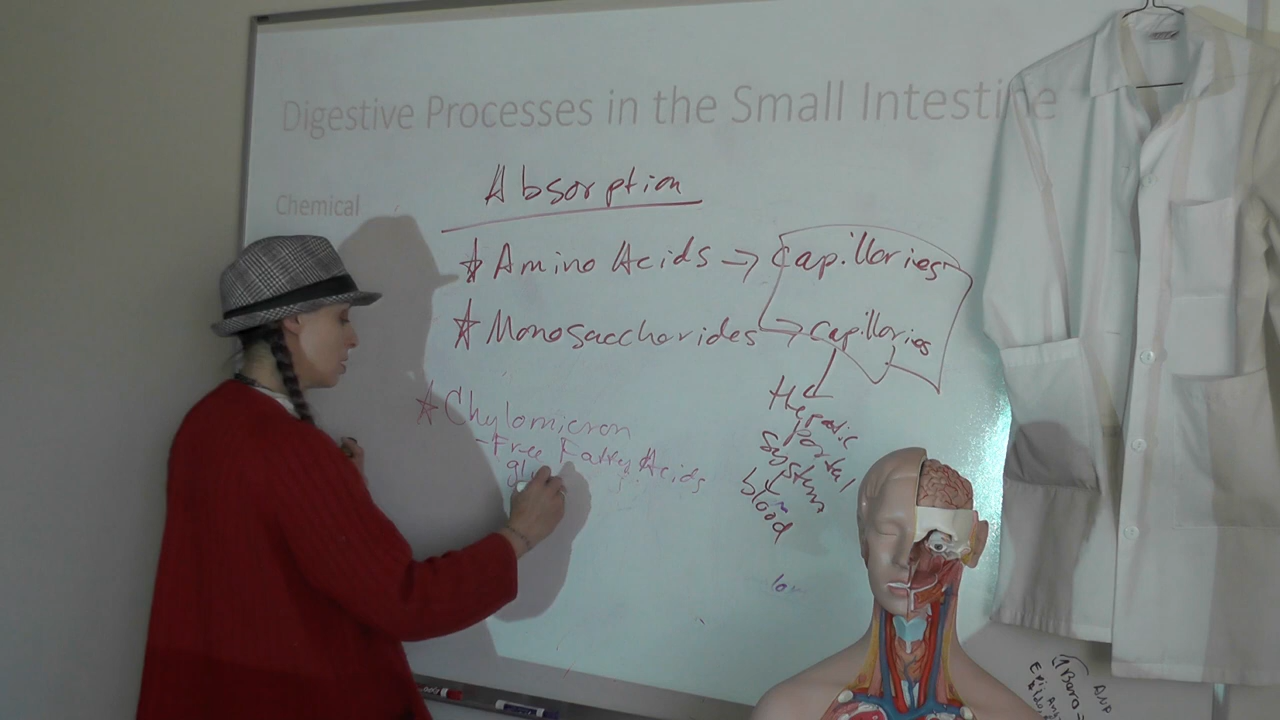 Digestive Processes in the Small Intestine
Absorption
Chemical
Amino Acids → Capillaries
Monosaccharides → Capillaries
Hepatic
portal
system
blood
Chylomicron
- Free Fatty Acids
gl